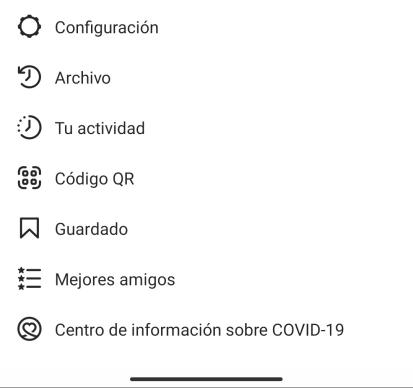 Configuración
Archivo
Tu actividad
Código QR
Guardado
Mejores amigos
Centro de información sobre COVID-19